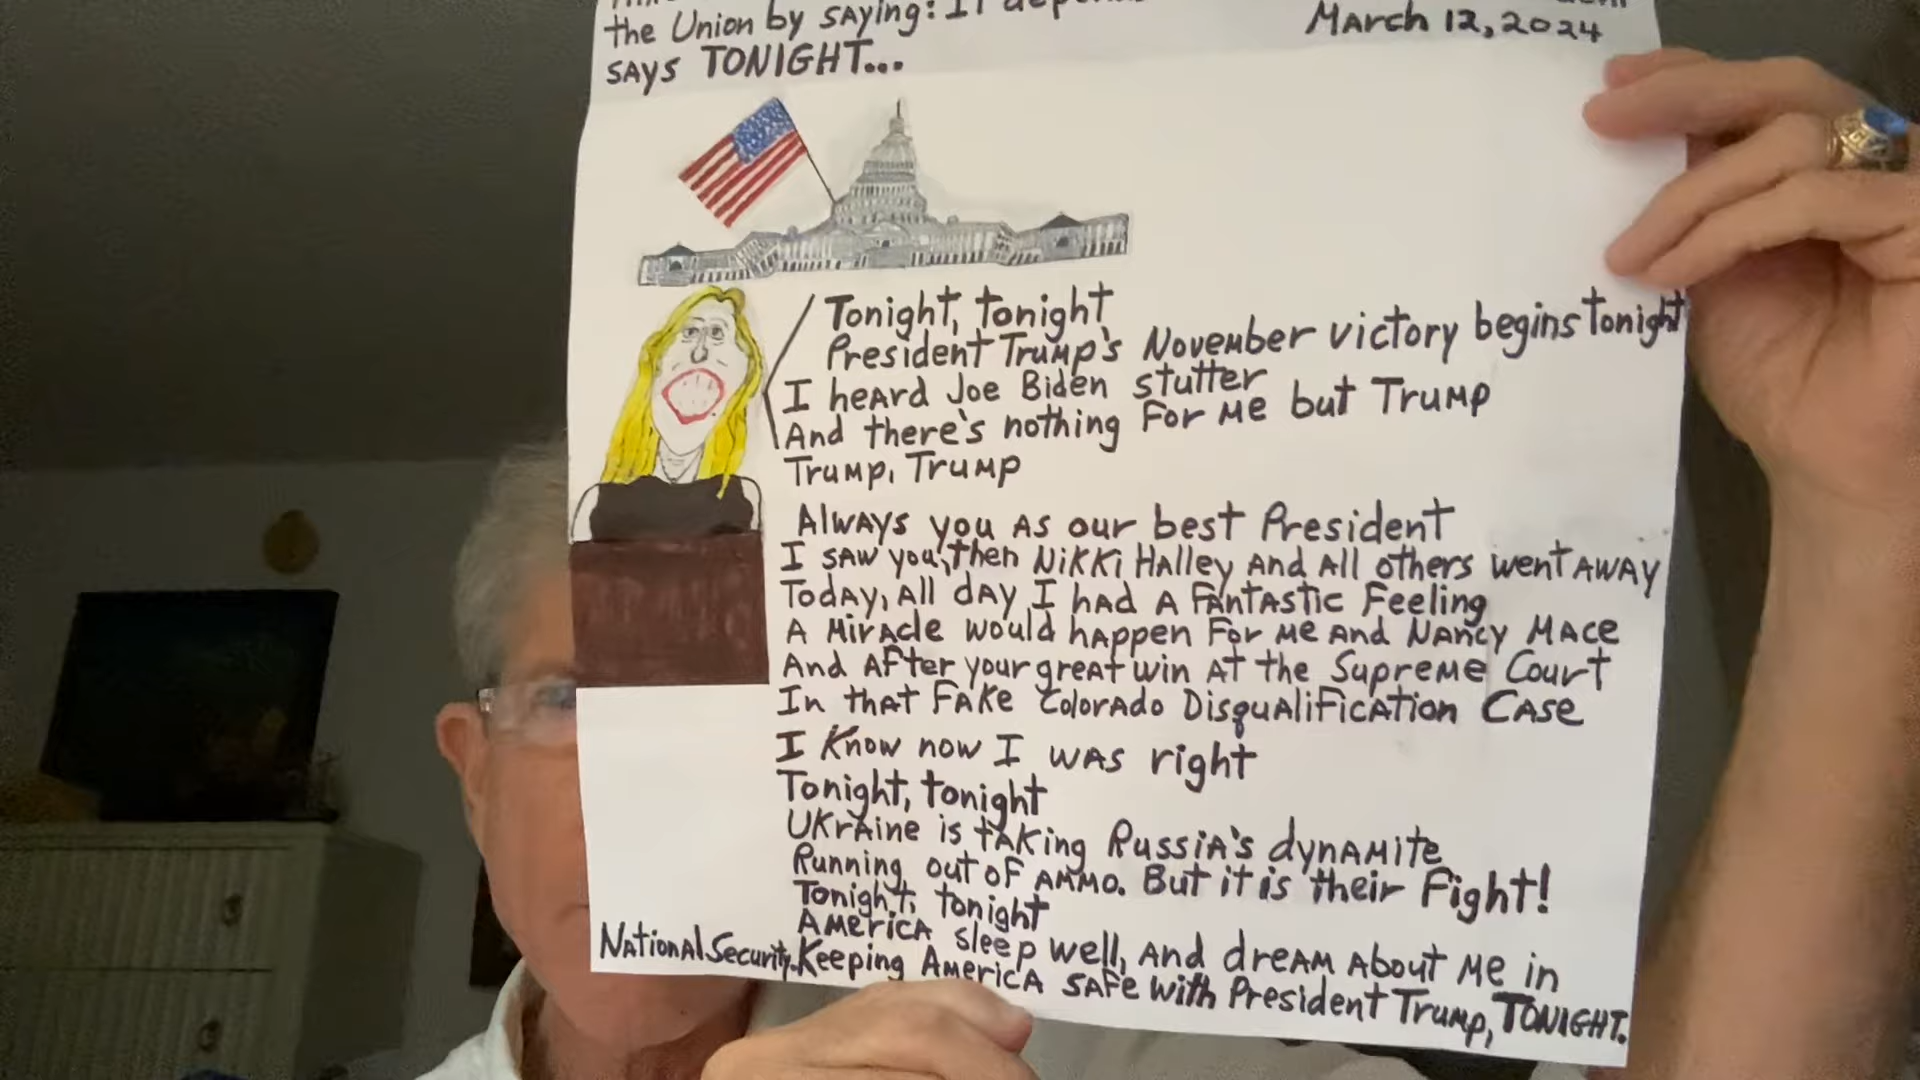 the Union by saying: It
March 12, 2024
says TONIGHT...
Tonight, tonight
President Trump's November victory begins tonight
I heard Joe Biden stutter
And there's nothing for me but Trump
Trump, Trump
Always you as our best President
I saw you, then Nikki Halley and all others went away
Today, all day I had a fantastic feeling
A miracle would happen for me and Nancy Mace
And after your great win at the Supreme Court
In that fake Colorado Disqualification Case
I know now I was right
Tonight, tonight
Ukraine is taking Russia's dynamite
Running out of ammo. But it is their fight!
Tonight, tonight
America sleep well, and dream about me in
National Security. Keeping America safe with President Trump, TONIGHT.